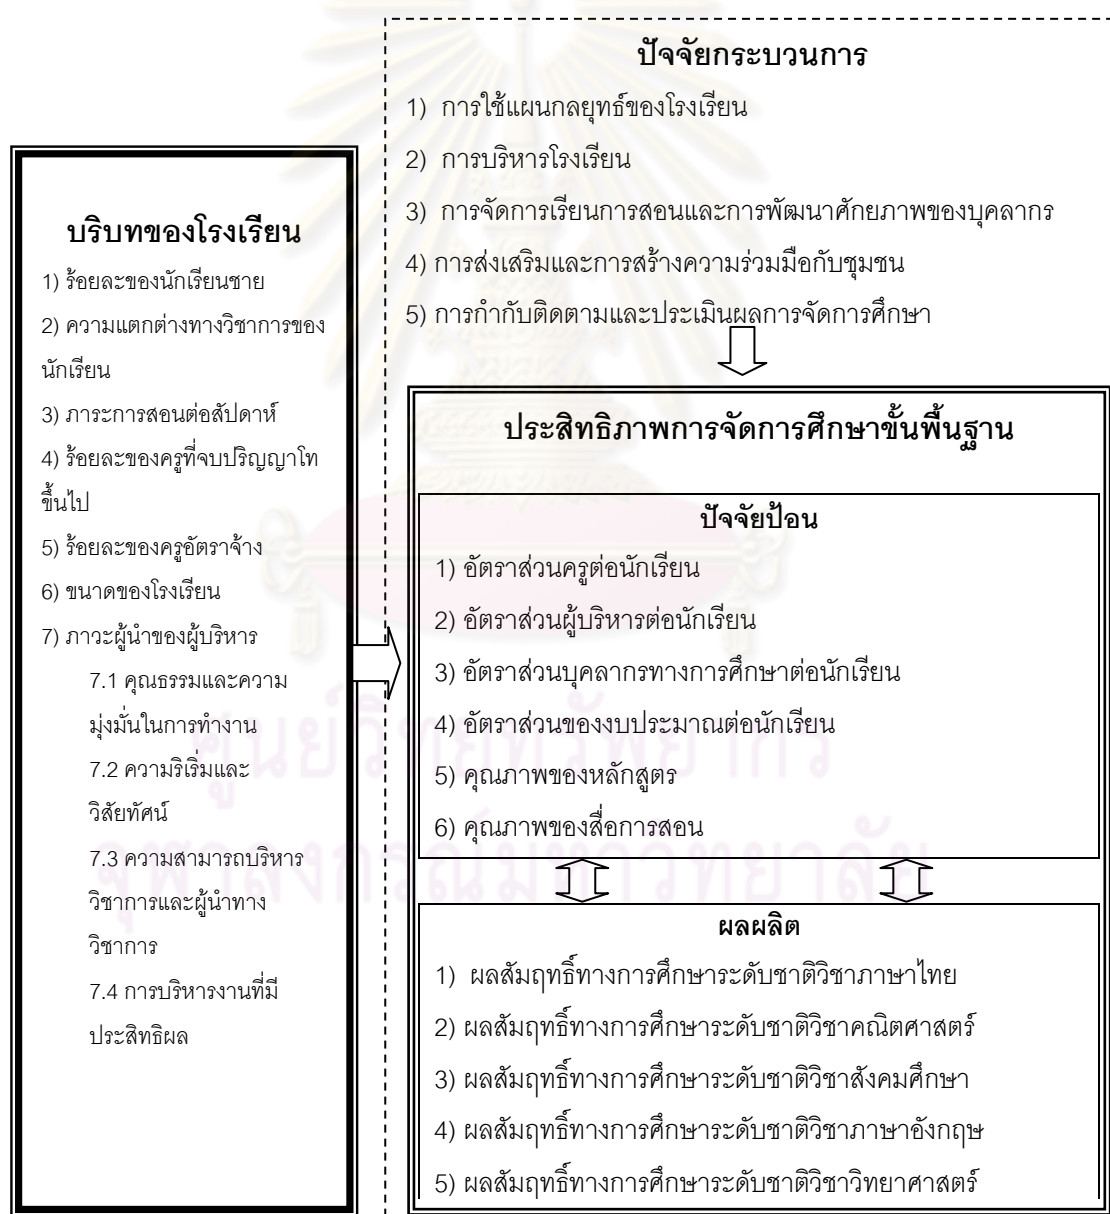 บริบทของโรงเรียน
1) ร้อยละของนักเรียนชาย
2) ความแตกต่างทางวิชาการของ
นักเรียน
3) ภาระการสอนต่อสัปดาห์
4) ร้อยละของครูที่จบปริญญาโท
ขึ้นไป
5) ร้อยละของครูอัตราจ้าง
6) ขนาดของโรงเรียน
7) ภาวะผู้นำของผู้บริหาร
7.1 คุณธรรมและความ
มุ่งมั่นในการทำงาน
7.2 ความริเริ่มและ
วิสัยทัศน์
7.3 ความสามารถบริหาร
วิชาการและผู้นำทาง
วิชาการ
7.4 การบริหารงานที่มี
ประสิทธิผล
ปัจจัยกระบวนการ
1) การใช้แผนกลยุทธ์ของโรงเรียน
2) การบริหารโรงเรียน
3) การจัดการเรียนการสอนและการพัฒนาศักยภาพของบุคลากร
4) การส่งเสริมและการสร้างความร่วมมือกับชุมชน
5) การกำกับติดตามและประเมินผลการจัดการศึกษา
ประสิทธิภาพการจัดการศึกษาขั้นพื้นฐาน
ปัจจัยป้อน
1) อัตราส่วนครูต่อนักเรียน
2) อัตราส่วนผู้บริหารต่อนักเรียน
3) อัตราส่วนบุคลากรทางการศึกษาต่อนักเรียน
4) อัตราส่วนของงบประมาณต่อนักเรียน
5) คุณภาพของหลักสูตร
6) คุณภาพของสื่อการสอน
ผลผลิต
1) ผลสัมฤทธิ์ทางการศึกษาระดับชาติวิชาภาษาไทย
2) ผลสัมฤทธิ์ทางการศึกษาระดับชาติวิชาคณิตศาสตร์
3) ผลสัมฤทธิ์ทางการศึกษาระดับชาติวิชาสังคมศึกษา
4) ผลสัมฤทธิ์ทางการศึกษาระดับชาติวิชาภาษาอังกฤษ
5) ผลสัมฤทธิ์ทางการศึกษาระดับชาติวิชาวิทยาศาสตร์
ศูนย์วิทยทรัพยากร
จุฬาลงกรณ์มหาวิทยาลัย